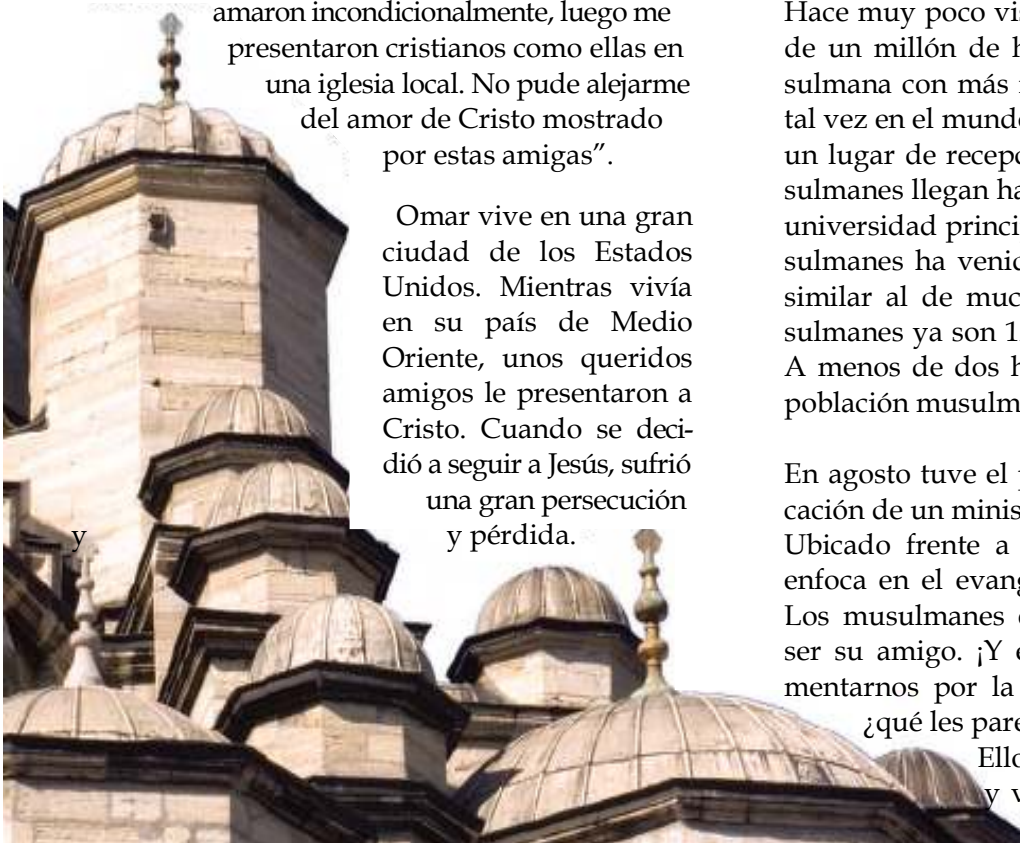 amaron incondicionalmente, luego me
presentaron cristianos como ellas en
una iglesia local. No pude alejarme
del amor de Cristo mostrado
por estas amigas”.
Omar vive en una gran
ciudad de los Estados
Unidos. Mientras vivía
en su país de Medio
Oriente, unos queridos
amigos le presentaron a
Cristo. Cuando se deci-
dió a seguir a Jesús, sufrió
una gran persecución
y pérdida.
y
Hace muy poco vis
de un millón de h
sulmana con más
tal vez en el mundo
un lugar de recepc
sulmanes llegan ha
universidad princi
sulmanes ha venic
similar al de muc
sulmanes ya son 1
A menos de dos h
población musulm
En agosto tuve el
cación de un minis
Ubicado frente a
enfoca en el evang
Los musulmanes
ser su amigo. ¡Y e
mentarnos por la
¿qué les pare
Ello
y v